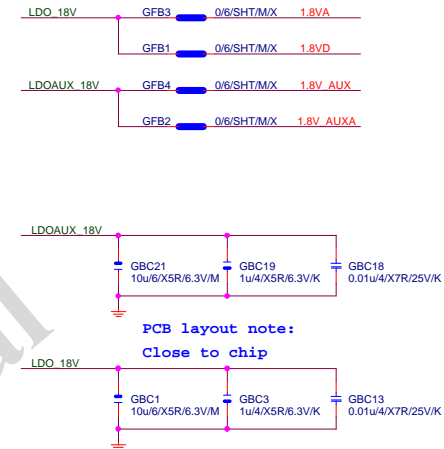 LDO_18V GFB3 0/6/SHT/M/X 1.8VA
GFB1 0/6/SHT/M/X 1.8VD
LDOAUX_18V GFB4 0/6/SHT/M/X 1.8V_AUX
GFB2 0/6/SHT/M/X 1.8V_AUXA
LDOAUX_18V
GBC21 GBC19 GBC18
10u/6/X5R/6.3V/M 1u/4/X5R/6.3V/K 0.01u/4/X7R/25V/K
PCB layout note:
Close to chip
LDO_18V
GBC1 GBC3 GBC13
10u/6/X5R/6.3V/M 1u/4/X5R/6.3V/K 0.01u/4/X7R/25V/K